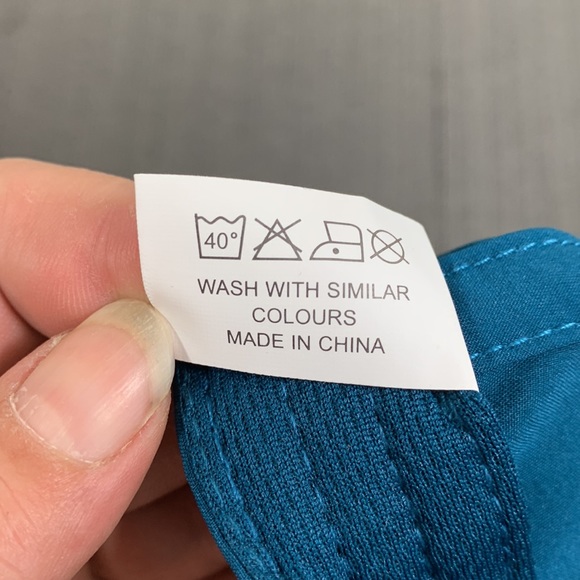 40°
WASH WITH SIMILAR
COLOURS
MADE IN CHINA